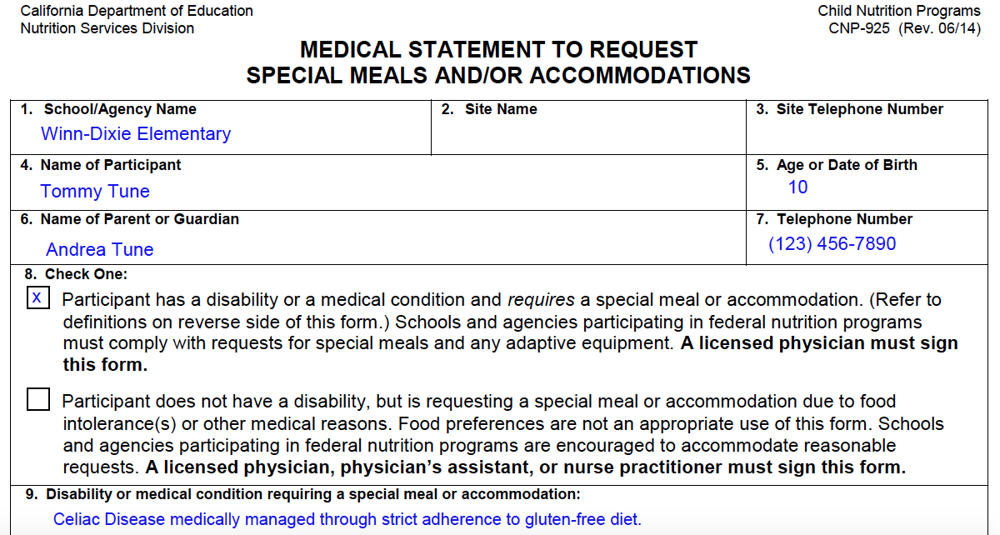 California Department of Education
Child Nutrition Programs
Nutrition Services Division
CNP-925 (Rev. 06/14)
MEDICAL STATEMENT TO REQUEST
SPECIAL MEALS AND/OR ACCOMMODATIONS
1. School/Agency Name
2. Site Name
3. Site Telephone Number
Winn-Dixie Elementary
4. Name of Participant
5. Age or Date of Birth
Tommy Tune
10
6. Name of Parent or Guardian
7. Telephone Number
Andrea Tune
(123) 456-7890
8. Check One:
x Participant has a disability or a medical condition and requires a special meal or accommodation. (Refer to
definitions on reverse side of this form.) Schools and agencies participating in federal nutrition programs
must comply with requests for special meals and any adaptive equipment. A licensed physician must sign
this form.
Participant does not have a disability, but is requesting a special meal or accommodation due to food
intolerance(s) or other medical reasons. Food preferences are not an appropriate use of this form. Schools
and agencies participating in federal nutrition programs are encouraged to accommodate reasonable
requests. A licensed physician, physician's assistant, or nurse practitioner must sign this form.
9. Disability or medical condition requiring a special meal or accommodation:
Celiac Disease medically managed through strict adherence to gluten-free diet.